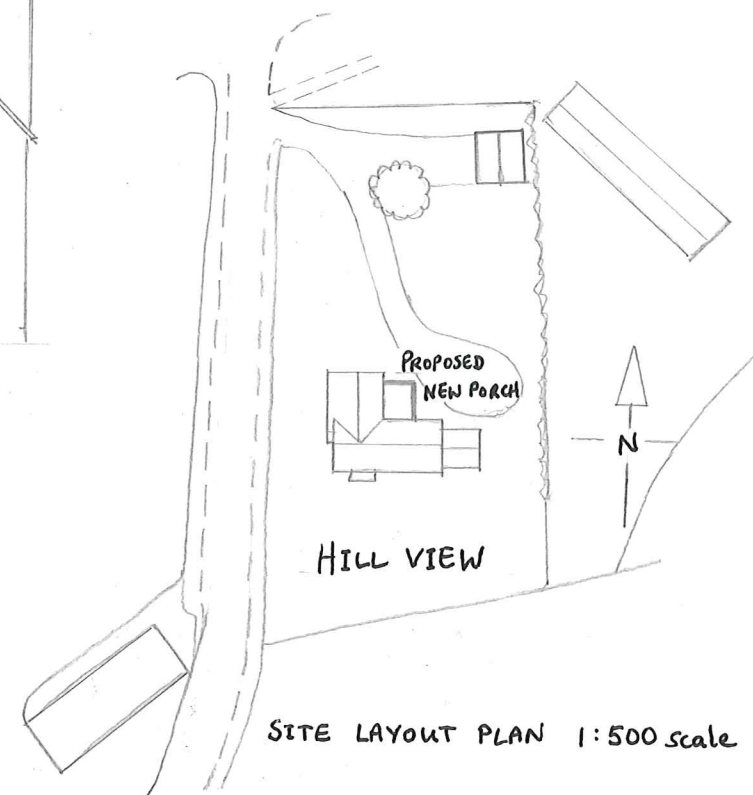 PROPOSED
NEW PORCH
N
HILL VIEW
SITE LAYOUT PLAN 1:500 scale